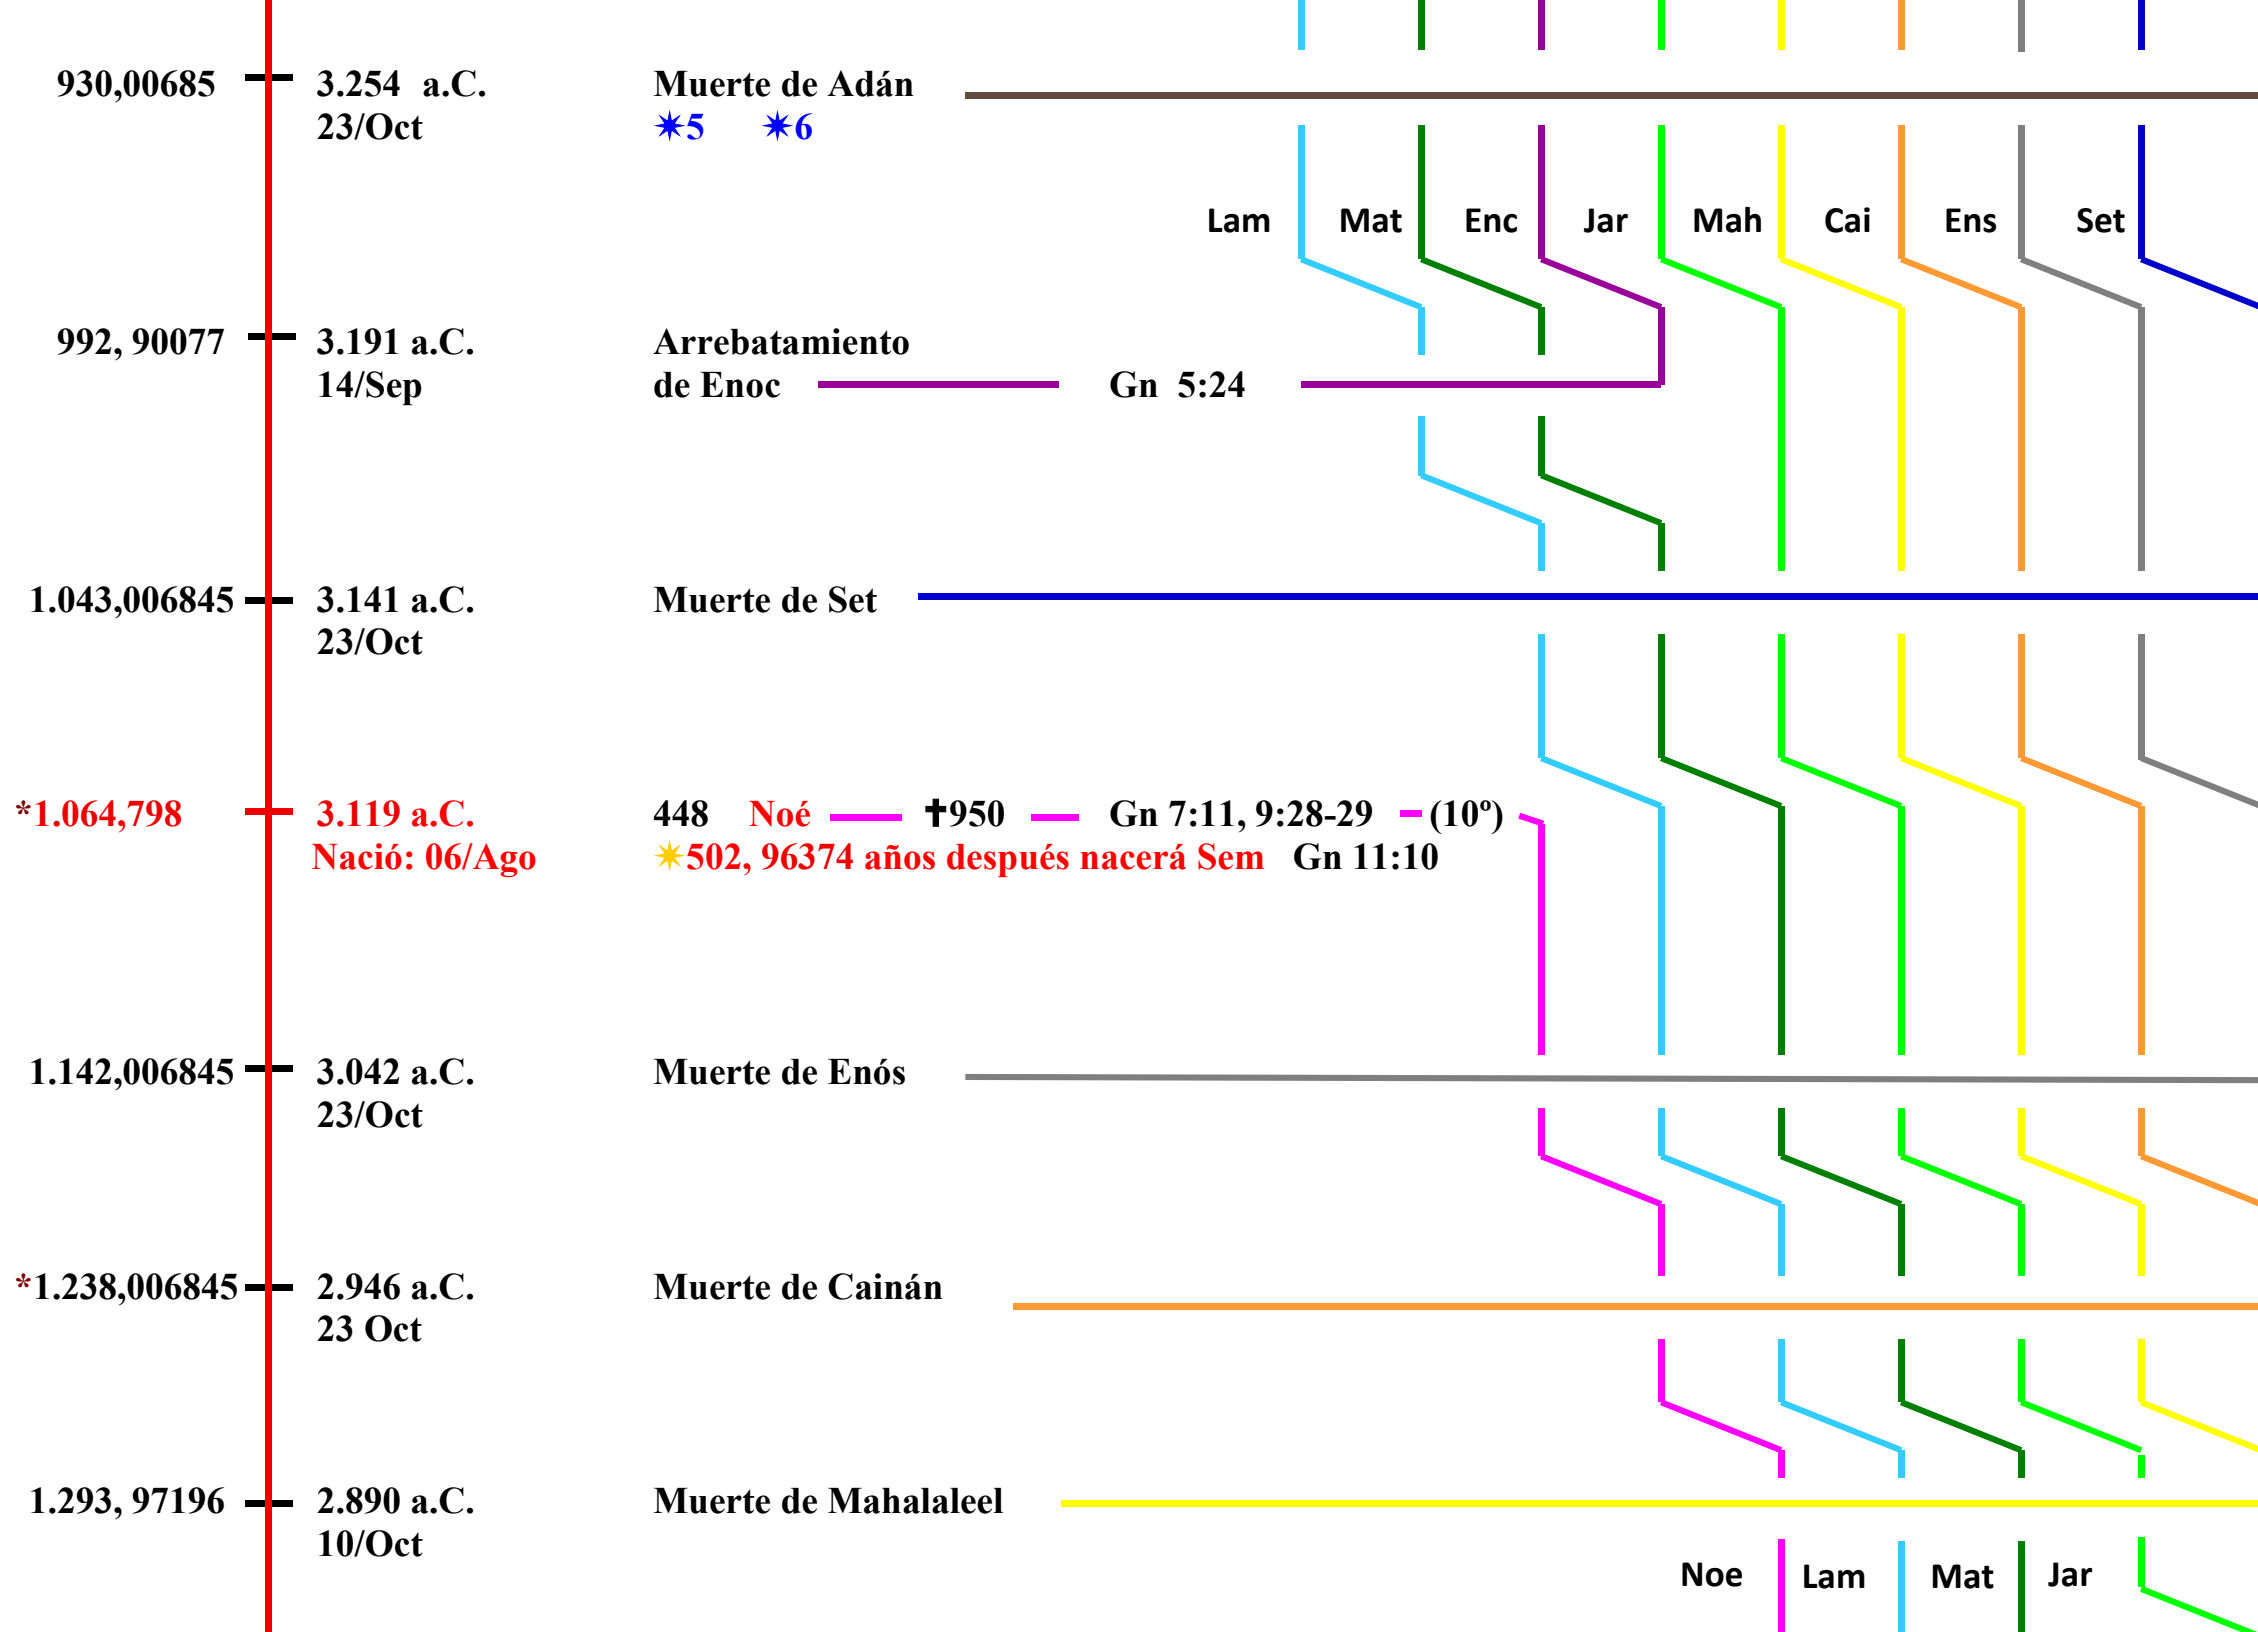 930,00685 3.254 a.C. Muerte de Adán
23/Oct ✷5 ✷6
Lam Mat Enc Jar Mah Cai Ens Set
992, 90077 3.191 a.C. Arrebatamiento
14/Sep de Enoc Gn 5:24
1.043,006845 3.141 a.C. Muerte de Set
23/Oct
*1.064,798 3.119 a.C. 448 Noé ✝950 Gn 7:11, 9:28-29 (10º)
Nació: 06/Ago ✷502, 96374 años después nacerá Sem Gn 11:10
1.142,006845 3.042 a.C. Muerte de Enós
23/Oct
*1.238,006845 2.946 a.C. Muerte de Cainán
23 Oct
1.293, 97196 2.890 a.C. Muerte de Mahalaleel
10/Oct
Noe Lam Mat Jar